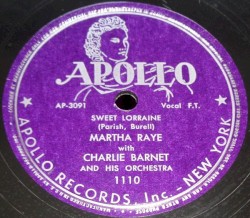 APOLLO
AP-3091 Vocal F.T.
SWEET LORRAINE
(Parish, Burell)
MARTHA RAYE
with
CHARLIE BARNET
AND HIS ORCHESTRA
1110
APOLLO RECORDS, Inc. - NEW YORK